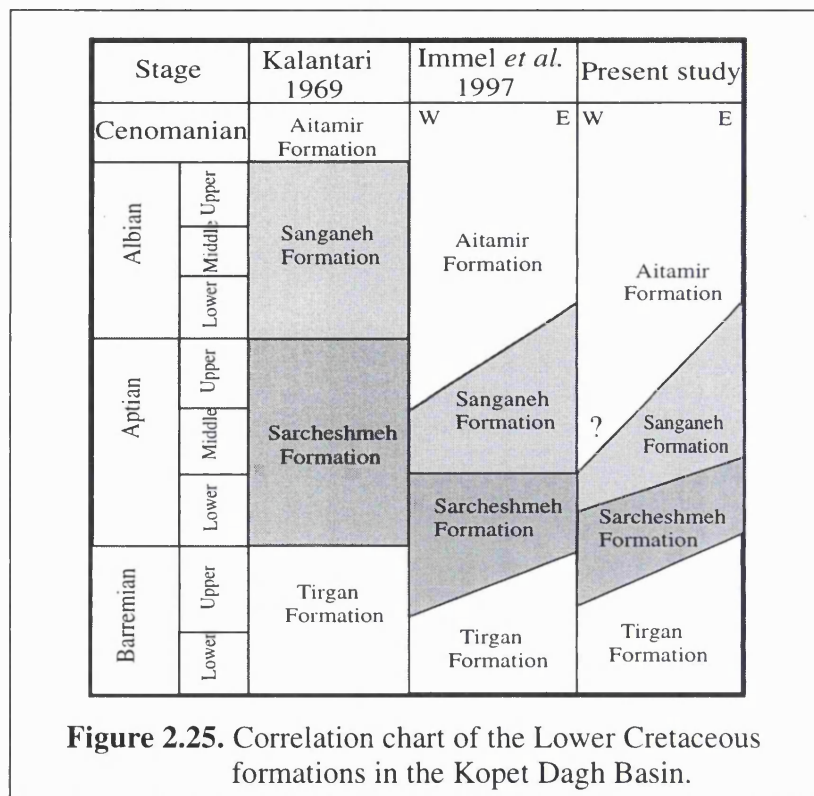 Stage
Kalantari
1969
Immel et al.
1997
Present study
Cenomanian
Albian
Upper
Middle
Lower
Aptian
Upper
Middle
Lower
Barremian
Upper
Lower
Aitamir
Formation
Sanganeh
Formation
Sarcheshmeh
Formation
Tirgan
Formation
W E
Aitamir
Formation
Sanganeh
Formation
Sarcheshmeh
Formation
Tirgan
Formation
W E
Aitamir
Formation
?
Sanganeh
Formation
Sarcheshmeh
Formation
Tirgan
Formation
Figure 2.25. Correlation chart of the Lower Cretaceous
formations in the Kopet Dagh Basin.